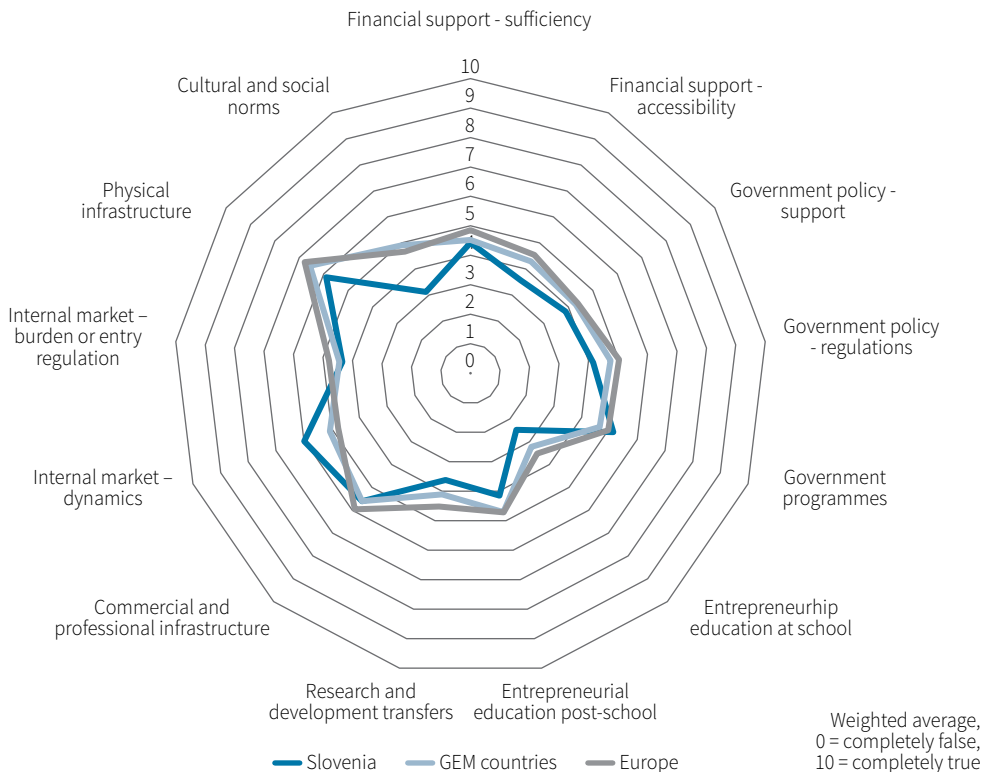 Financial support - sufficiency
Cultural and social
norms
Financial support -
accessibility
Physical
infrastructure
Government policy -
support
Internal market –
burden or entry
regulation
Government policy
- regulations
Internal market –
dynamics
Government
programmes
Commercial and
professional infrastructure
Entrepreneurhip
education at school
Research and
development transfers
Entrepreneurial
education post-school
10
9
8
7
6
5
4
3
2
1
0
Slovenia
GEM countries
Europe
Weighted average,
0 = completely false,
10 = completely true